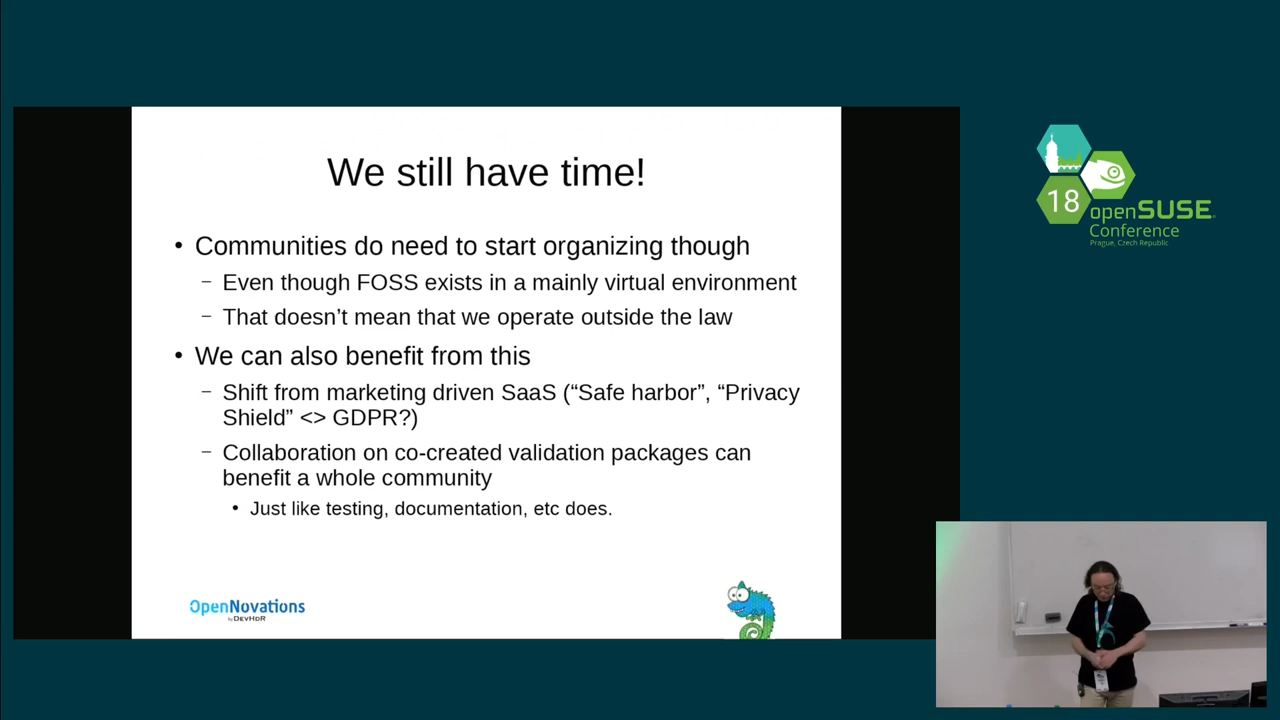 We still have time!
• Communities do need to start organizing though
– Even though FOSS exists in a mainly virtual environment
– That doesn’t mean that we operate outside the law
• We can also benefit from this
– Shift from marketing driven SaaS (“Safe harbor”, “Privacy
Shield” <> GDPR?)
– Collaboration on co-created validation packages can
benefit a whole community
• Just like testing, documentation, etc does.
OpenNovations
by DEVHDR
18
openSUSE
Conference
Prague, Czech Republic